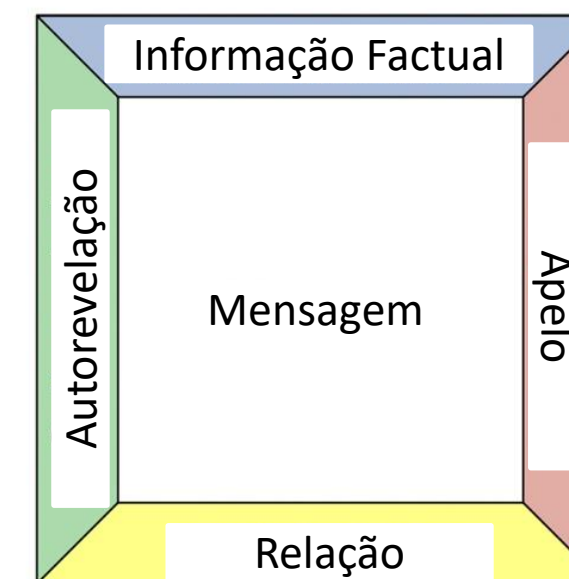 Informação Factual
Autorevelação
Mensagem
Apelo
Relação